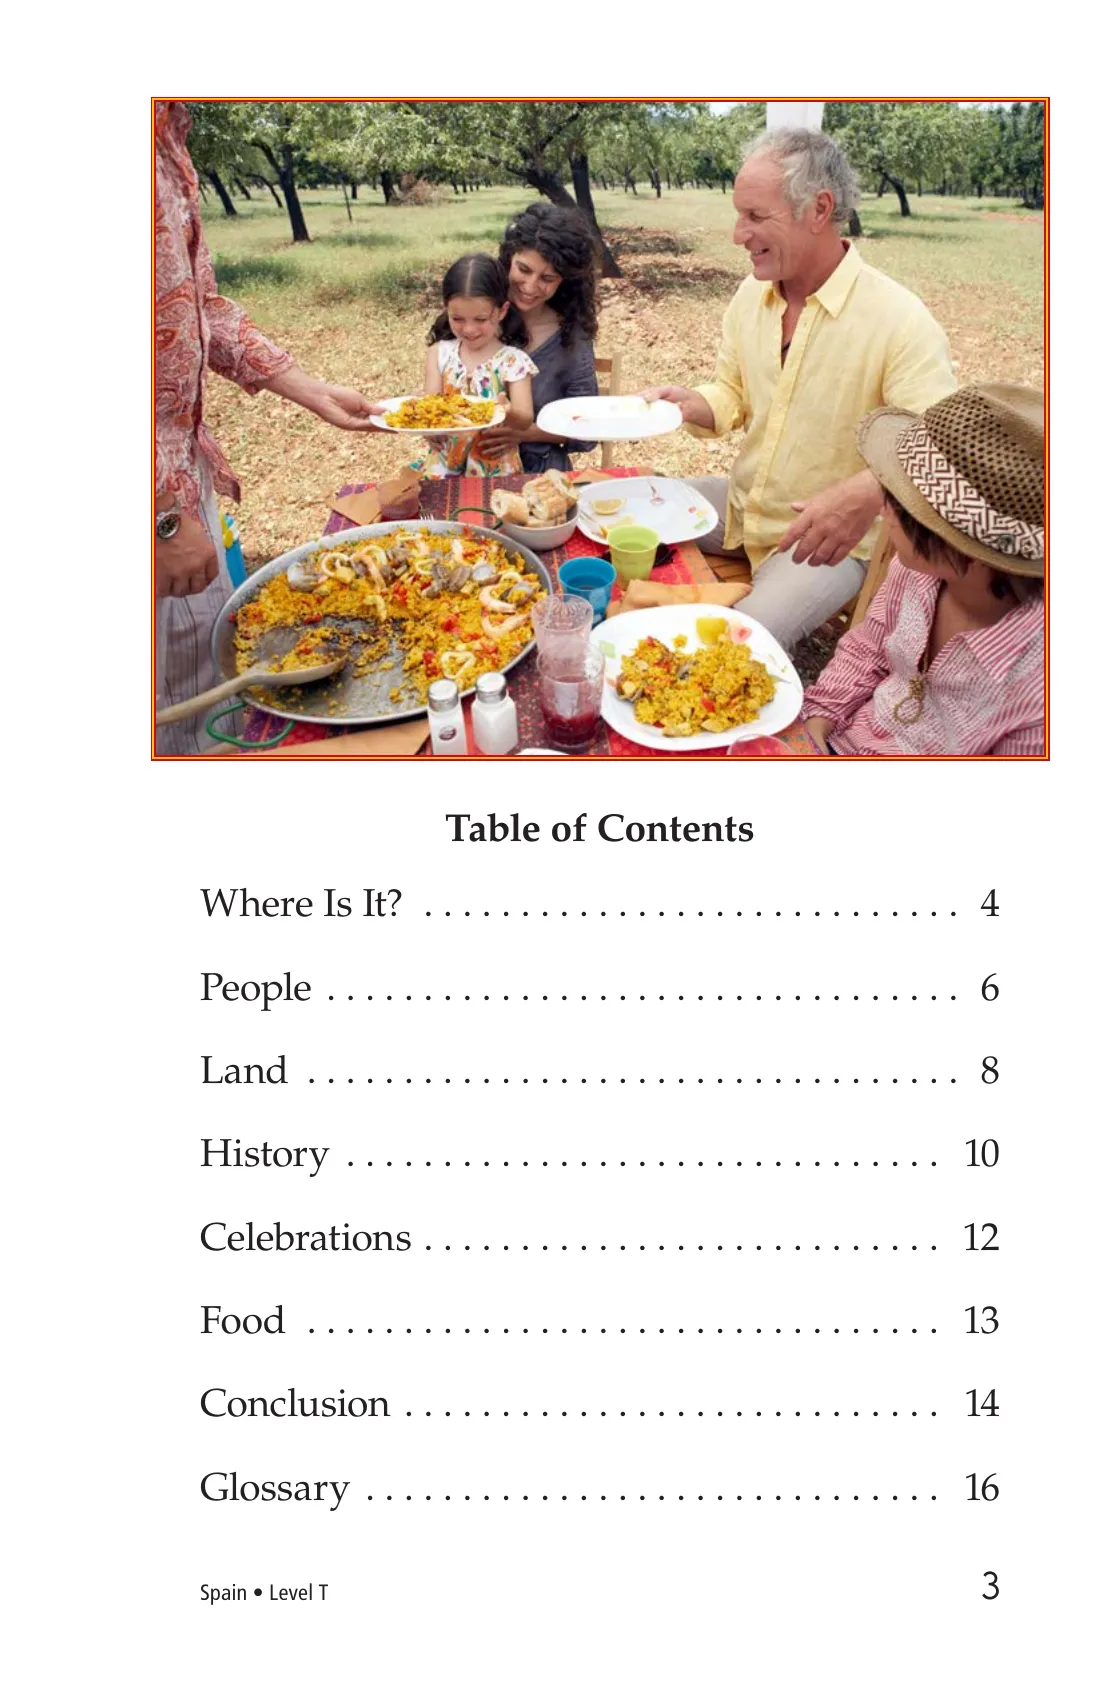 Table of Contents
Where Is It? . . . . . . . . . . . . . . . . . . . . . . . . . . . . 4
People . . . . . . . . . . . . . . . . . . . . . . . . . . . . . . . . . 6
Land . . . . . . . . . . . . . . . . . . . . . . . . . . . . . . . . . . 8
History . . . . . . . . . . . . . . . . . . . . . . . . . . . . . . . 10
Celebrations . . . . . . . . . . . . . . . . . . . . . . . . . . . 12
Food . . . . . . . . . . . . . . . . . . . . . . . . . . . . . . . . . 13
Conclusion . . . . . . . . . . . . . . . . . . . . . . . . . . . . 14
Glossary . . . . . . . . . . . . . . . . . . . . . . . . . . . . . . 16
Spain • Level T 3